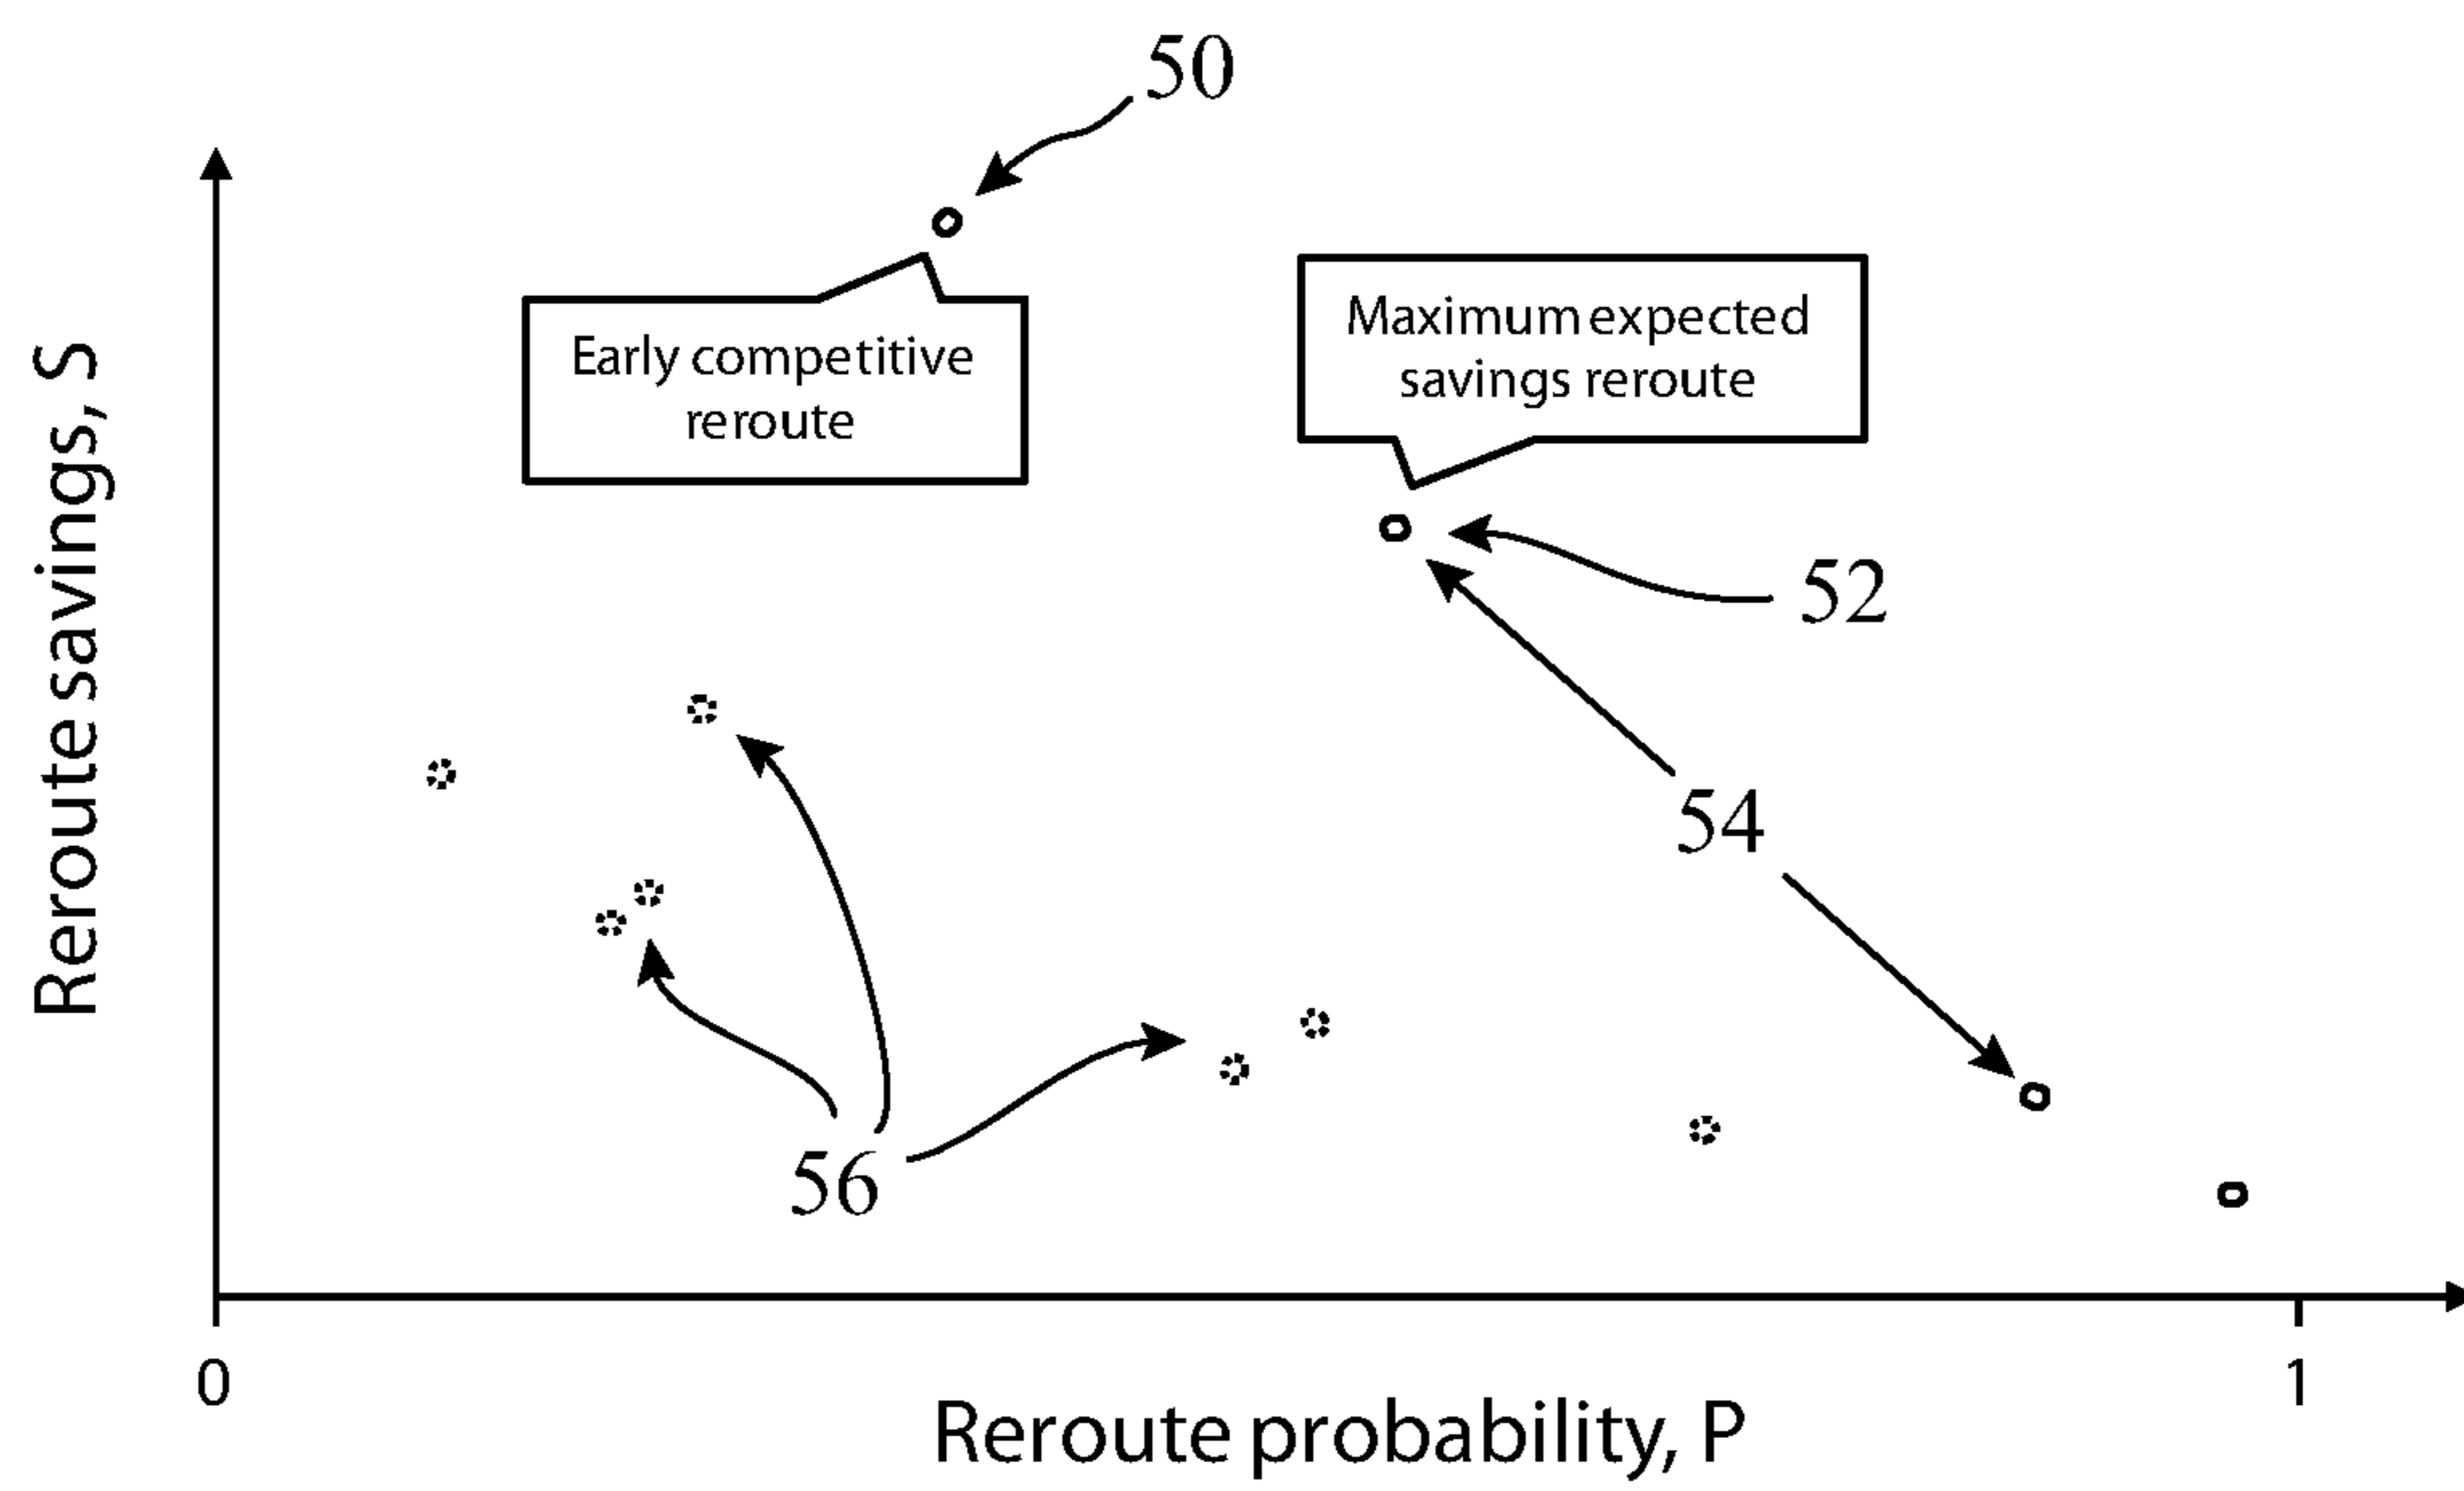 50
Early competitive
reroute
Maximum expected
savings reroute
52
54
56
Reroute savings, S
0
1
Reroute probability, P